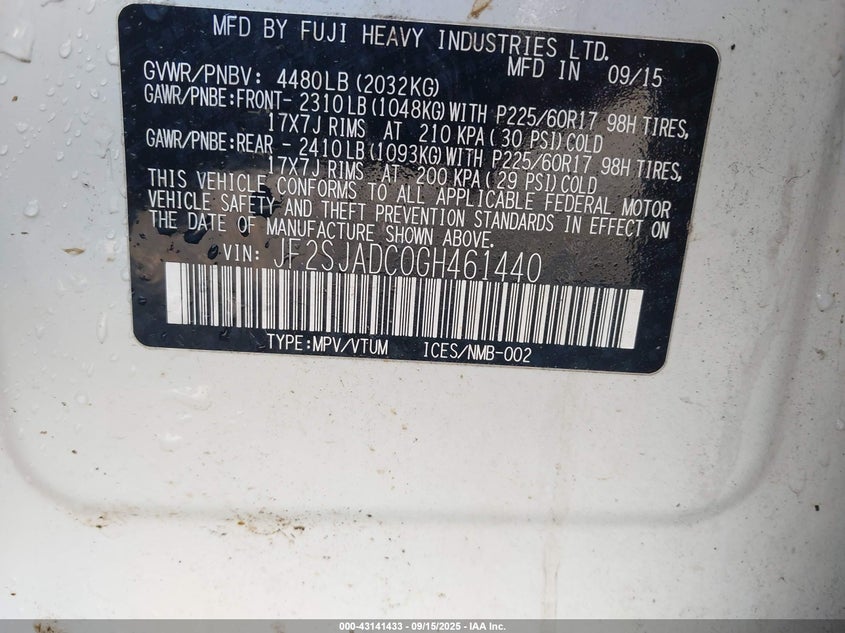 MFD BY FUJI HEAVY INDUSTRIES LTD.
MFD IN 09/15
GVWR/PNBV: 4480LB(2032KG)
GAWR/PNBE:FRONT- 2310LB(1048KG)WITH P225/60R17 98H TIRES,
17X7J RIMS AT 210 KPA(30 PSI)COLD
GAWR/PNBE:REAR - 2410LB(1093KG)WITH P225/60R17 98H TIRES,
17X7J RIMS AT 200 KPA(29 PSI)COLD
THIS VEHICLE CONFORMS TO ALL APPLICABLE FEDERAL MOTOR
VEHICLE SAFETY AND THEFT PREVENTION STANDARDS IN EFFECT ON
THE DATE OF MANUFACTURE SHOWN ABOVE.
VIN: JF2SJADC0GH461440
TYPE:MPV/VTUM ICES/NMB-002
000-43141433 - 09/15/2025 - IAA Inc.